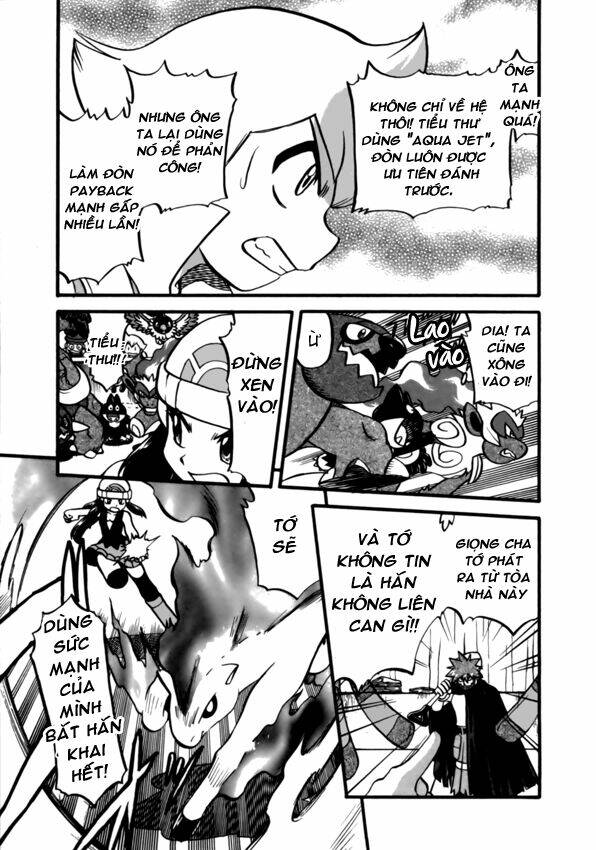 ÔNG
TA
MẠNH
QUÁ!
KHÔNG CHỈ VỀ HỆ
THÔI! TIỂU THƯ
DÙNG "AQUA JET",
ĐÒN LUÔN ĐƯỢC
ƯU TIÊN ĐÁNH
TRƯỚC.
NHƯNG ÔNG
TA LẠI DÙNG
NÓ ĐỂ PHẢN
CÔNG!
LÀM ĐÒN
PAYBACK
MẠNH GẤP
NHIỀU LẦN!
DIA! TA
CŨNG
XÔNG
VÀO ĐI!
Lao
vào
Ừ
ĐỪNG
XEN
VÀO!
TIỂU
THƯ!!
GIỌNG CHA
TỚ PHÁT
RA TỪ TÒA
NHÀ NÀY
VÀ TỚ
KHÔNG TIN
LÀ HẮN
KHÔNG LIÊN
CAN GÌ!!
TỚ
SẼ
DÙNG
SỨC
MẠNH
CỦA
MÌNH
BẮT HẮN
KHAI
HẾT!